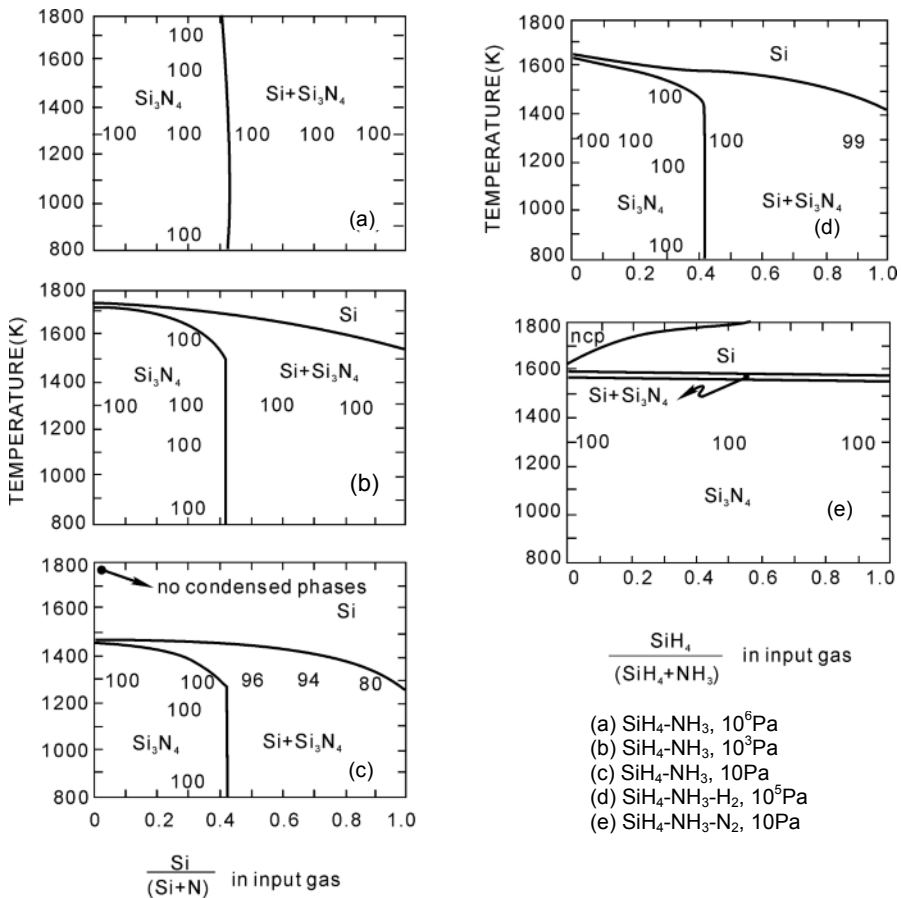 1800
1600
1400
1200
1000
800
100
100
Si₃N₄
Si+Si₃N₄
100 100 100 100 100
100
(a)
TEMPERATURE(K)
1800
1600
1400
1200
1000
800
Si
100
Si₃N₄
Si+Si₃N₄
100 100 100 100
100
100
(b)
1800
1600
1400
1200
1000
800
no condensed phases
Si
100 100 96 94 80
100
Si₃N₄
Si+Si₃N₄
100
(c)
0 0.2 0.4 0.6 0.8 1.0
Si
(Si+N)
in input gas
TEMPERATURE(K)
1800
1600
1400
1200
1000
800
Si
100
100 100 100 99
100
Si₃N₄
Si+Si₃N₄
100
(d)
0 0.2 0.4 0.6 0.8 1.0
1800
1600
1400
1200
1000
800
ncp
Si
Si+Si₃N₄
100 100 100
Si₃N₄
(e)
0 0.2 0.4 0.6 0.8 1.0
SiH₄
(SiH₄+NH₃)
in input gas
(a) SiH₄-NH₃, 10⁶Pa
(b) SiH₄-NH₃, 10³Pa
(c) SiH₄-NH₃, 10Pa
(d) SiH₄-NH₃-H₂, 10⁵Pa
(e) SiH₄-NH₃-N₂, 10Pa